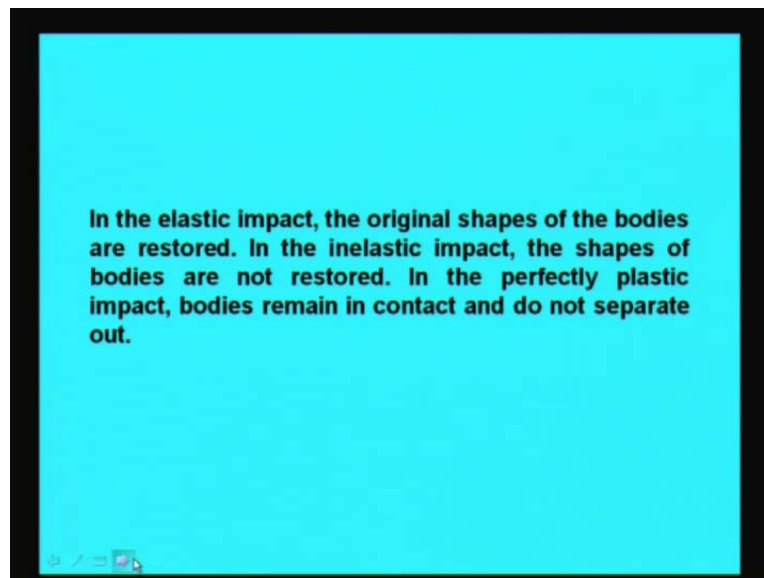 In the elastic impact, the original shapes of the bodies
are restored. In the inelastic impact, the shapes of
bodies are not restored. In the perfectly plastic
impact, bodies remain in contact and do not separate
out.